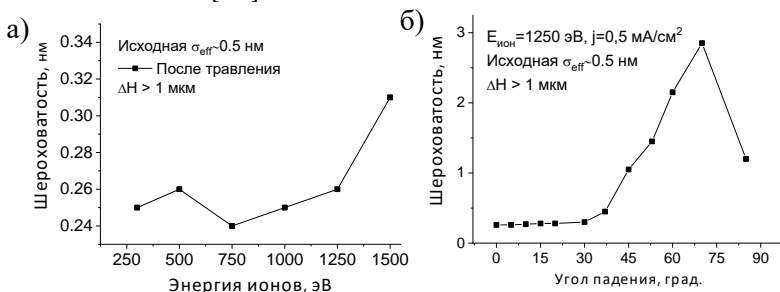 а)
0.34
0.32
0.30
0.28
0.26
0.24
Шероховатость, нм
Исходная σeff~0.5 нм
После травления
ΔH > 1 мкм
250 500 750 1000 1250 1500
Энергия ионов, эВ
б)
3
2
1
0
Шероховатость, нм
Eион=1250 эВ, j=0,5 мА/см²
Исходная σeff~0.5 нм
ΔH > 1 мкм
0 15 30 45 60 75 90
Угол падения, град.